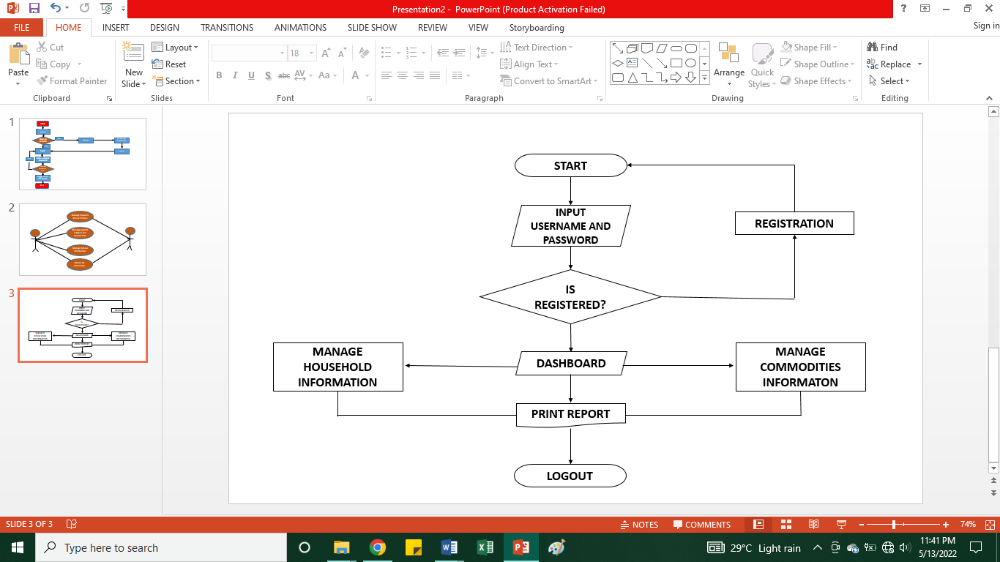 Presentation2 - PowerPoint (Product Activation Failed)
?
FILE HOME INSERT DESIGN TRANSITIONS ANIMATIONS SLIDE SHOW REVIEW VIEW Storyboarding
Sign in
Paste
Cut
Copy
Format Painter
Clipboard
New
Slide
Layout
Reset
Section
Slides
18
A A
B I U S abc AV Aa A
Font
Text Direction
Align Text
Convert to SmartArt
Paragraph
Arrange
Quick
Styles
Shape Fill
Shape Outline
Shape Effects
Drawing
Find
Replace
Select
Editing
1
2
3
START
INPUT
USERNAME AND
PASSWORD
REGISTRATION
IS
REGISTERED?
MANAGE
HOUSEHOLD
INFORMATION
DASHBOARD
MANAGE
COMMODITIES
INFORMATON
PRINT REPORT
LOGOUT
SLIDE 3 OF 3
NOTES
COMMENTS
74%
Type here to search
29°C Light rain
11:41 PM
5/13/2022